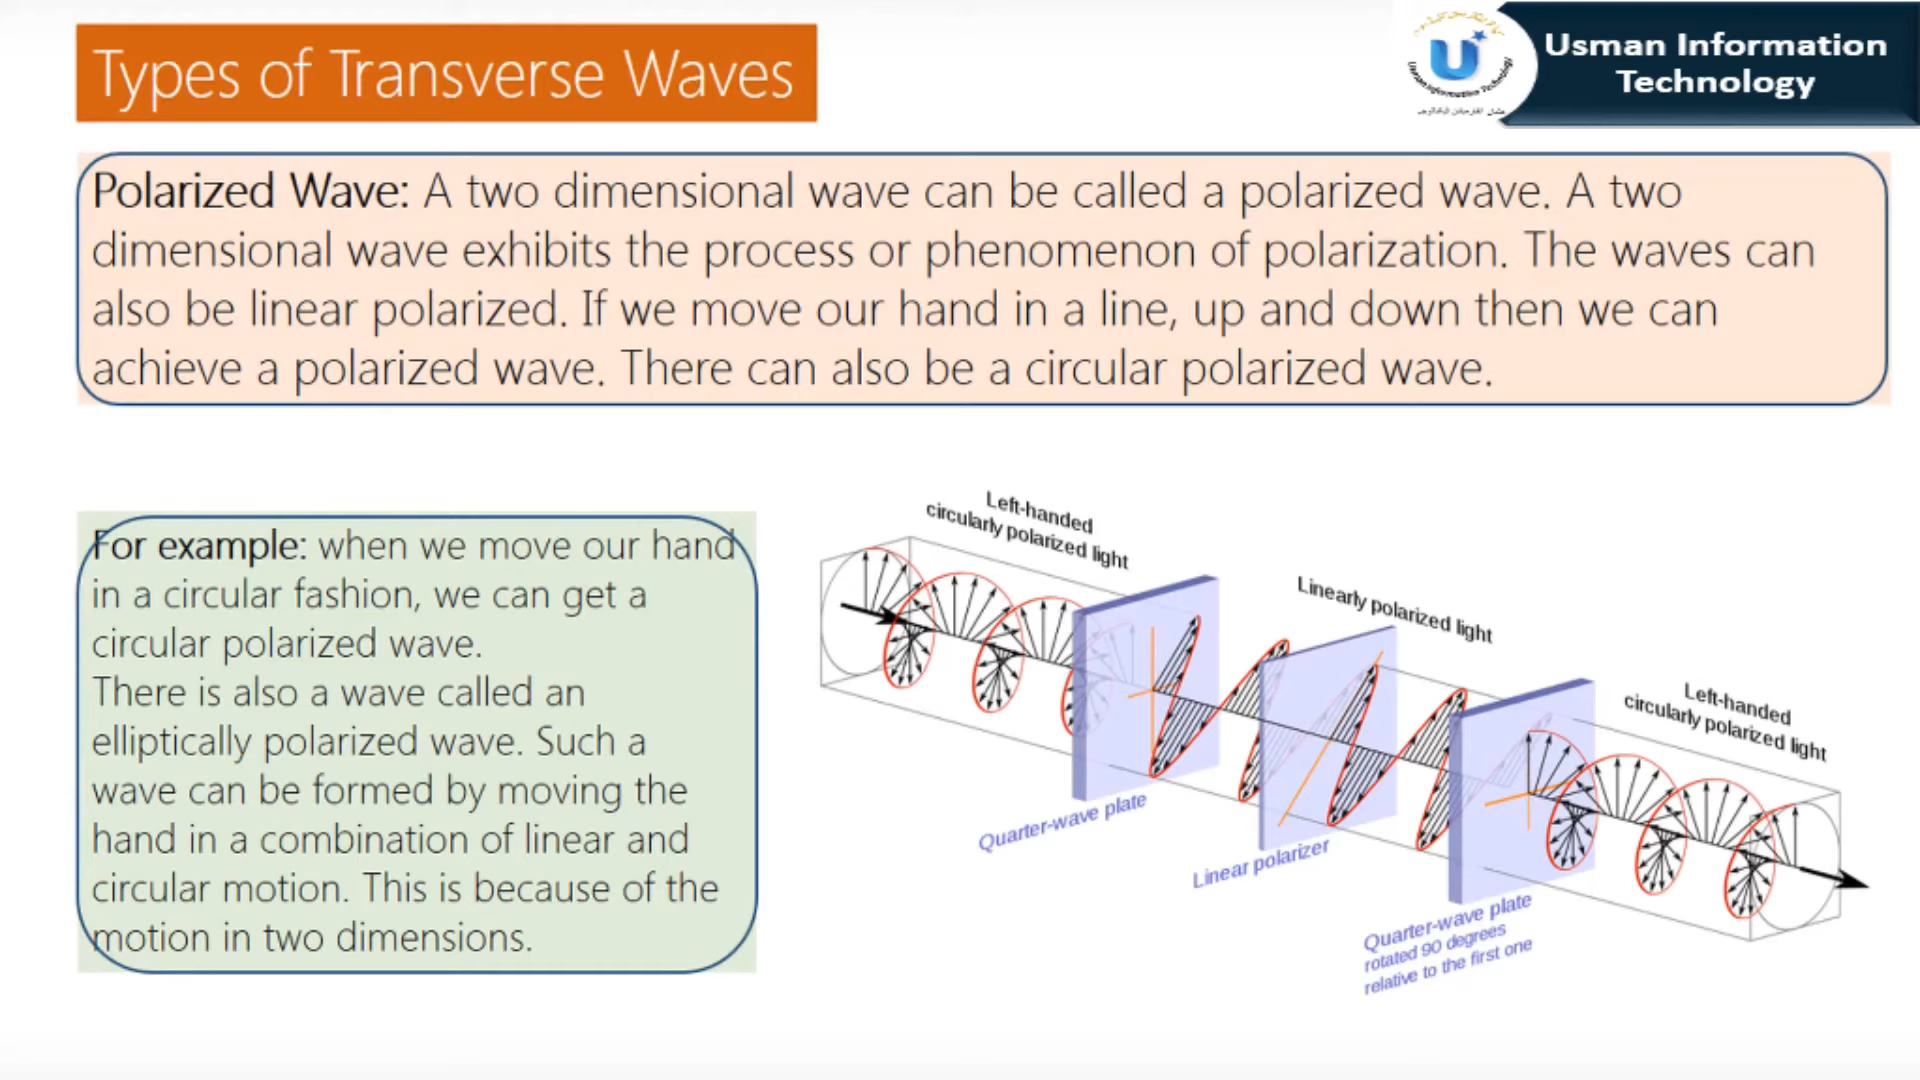 Types of Transverse Waves
Usman Information
Technology
U
Usman Information Technology
Polarized Wave: A two dimensional wave can be called a polarized wave. A two
dimensional wave exhibits the process or phenomenon of polarization. The waves can
also be linear polarized. If we move our hand in a line, up and down then we can
achieve a polarized wave. There can also be a circular polarized wave.
For example: when we move our hand
in a circular fashion, we can get a
circular polarized wave.
There is also a wave called an
elliptically polarized wave. Such a
wave can be formed by moving the
hand in a combination of linear and
circular motion. This is because of the
motion in two dimensions.
Left-handed
circularly polarized light
Linearly polarized light
Left-handed
circularly polarized light
Quarter-wave plate
Linear polarizer
Quarter-wave plate
rotated 90 degrees
relative to the first one